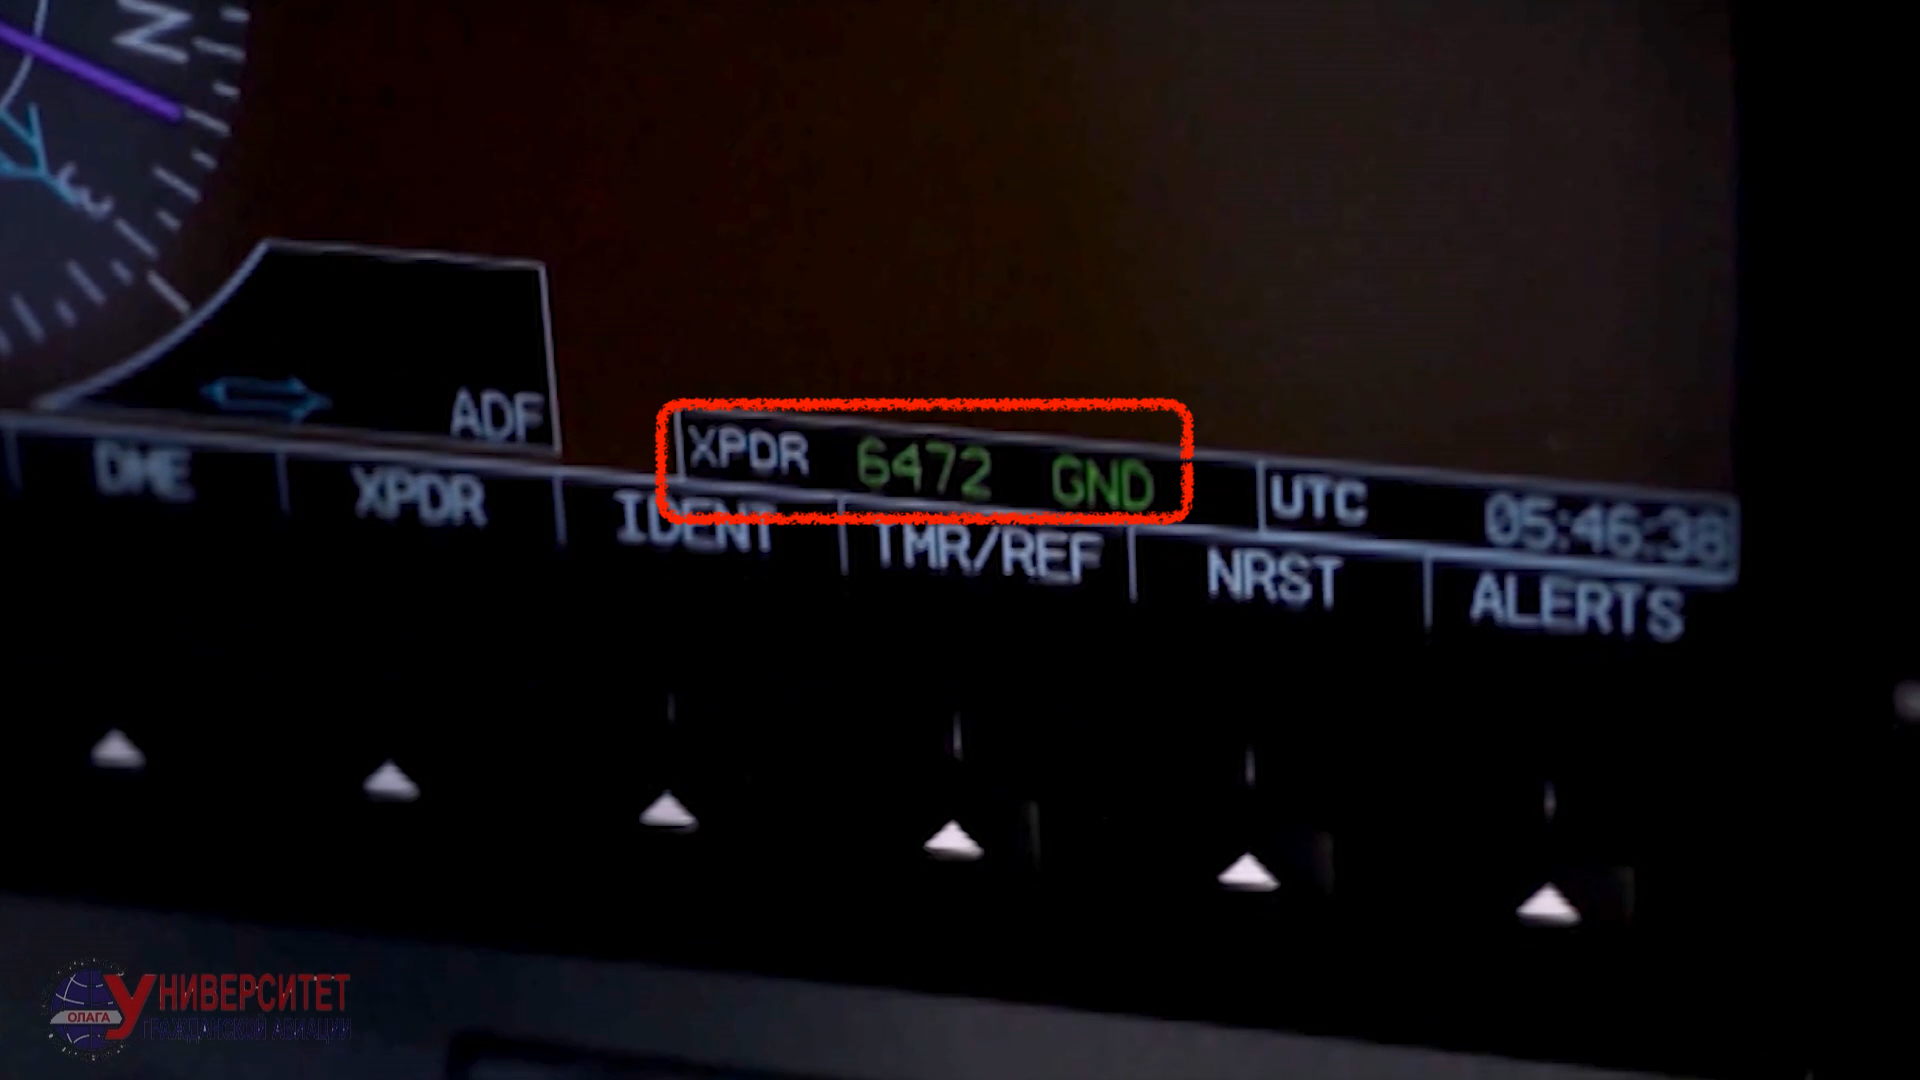 N
3
ADF
XPDR 6472 GND
UTC 05:46:38
DME XPDR IDENT TMR/REF NRST ALERTS
УНИВЕРСИТЕТ
ОЛАГА
ГРАЖДАНСКОЙ АВИАЦИИ